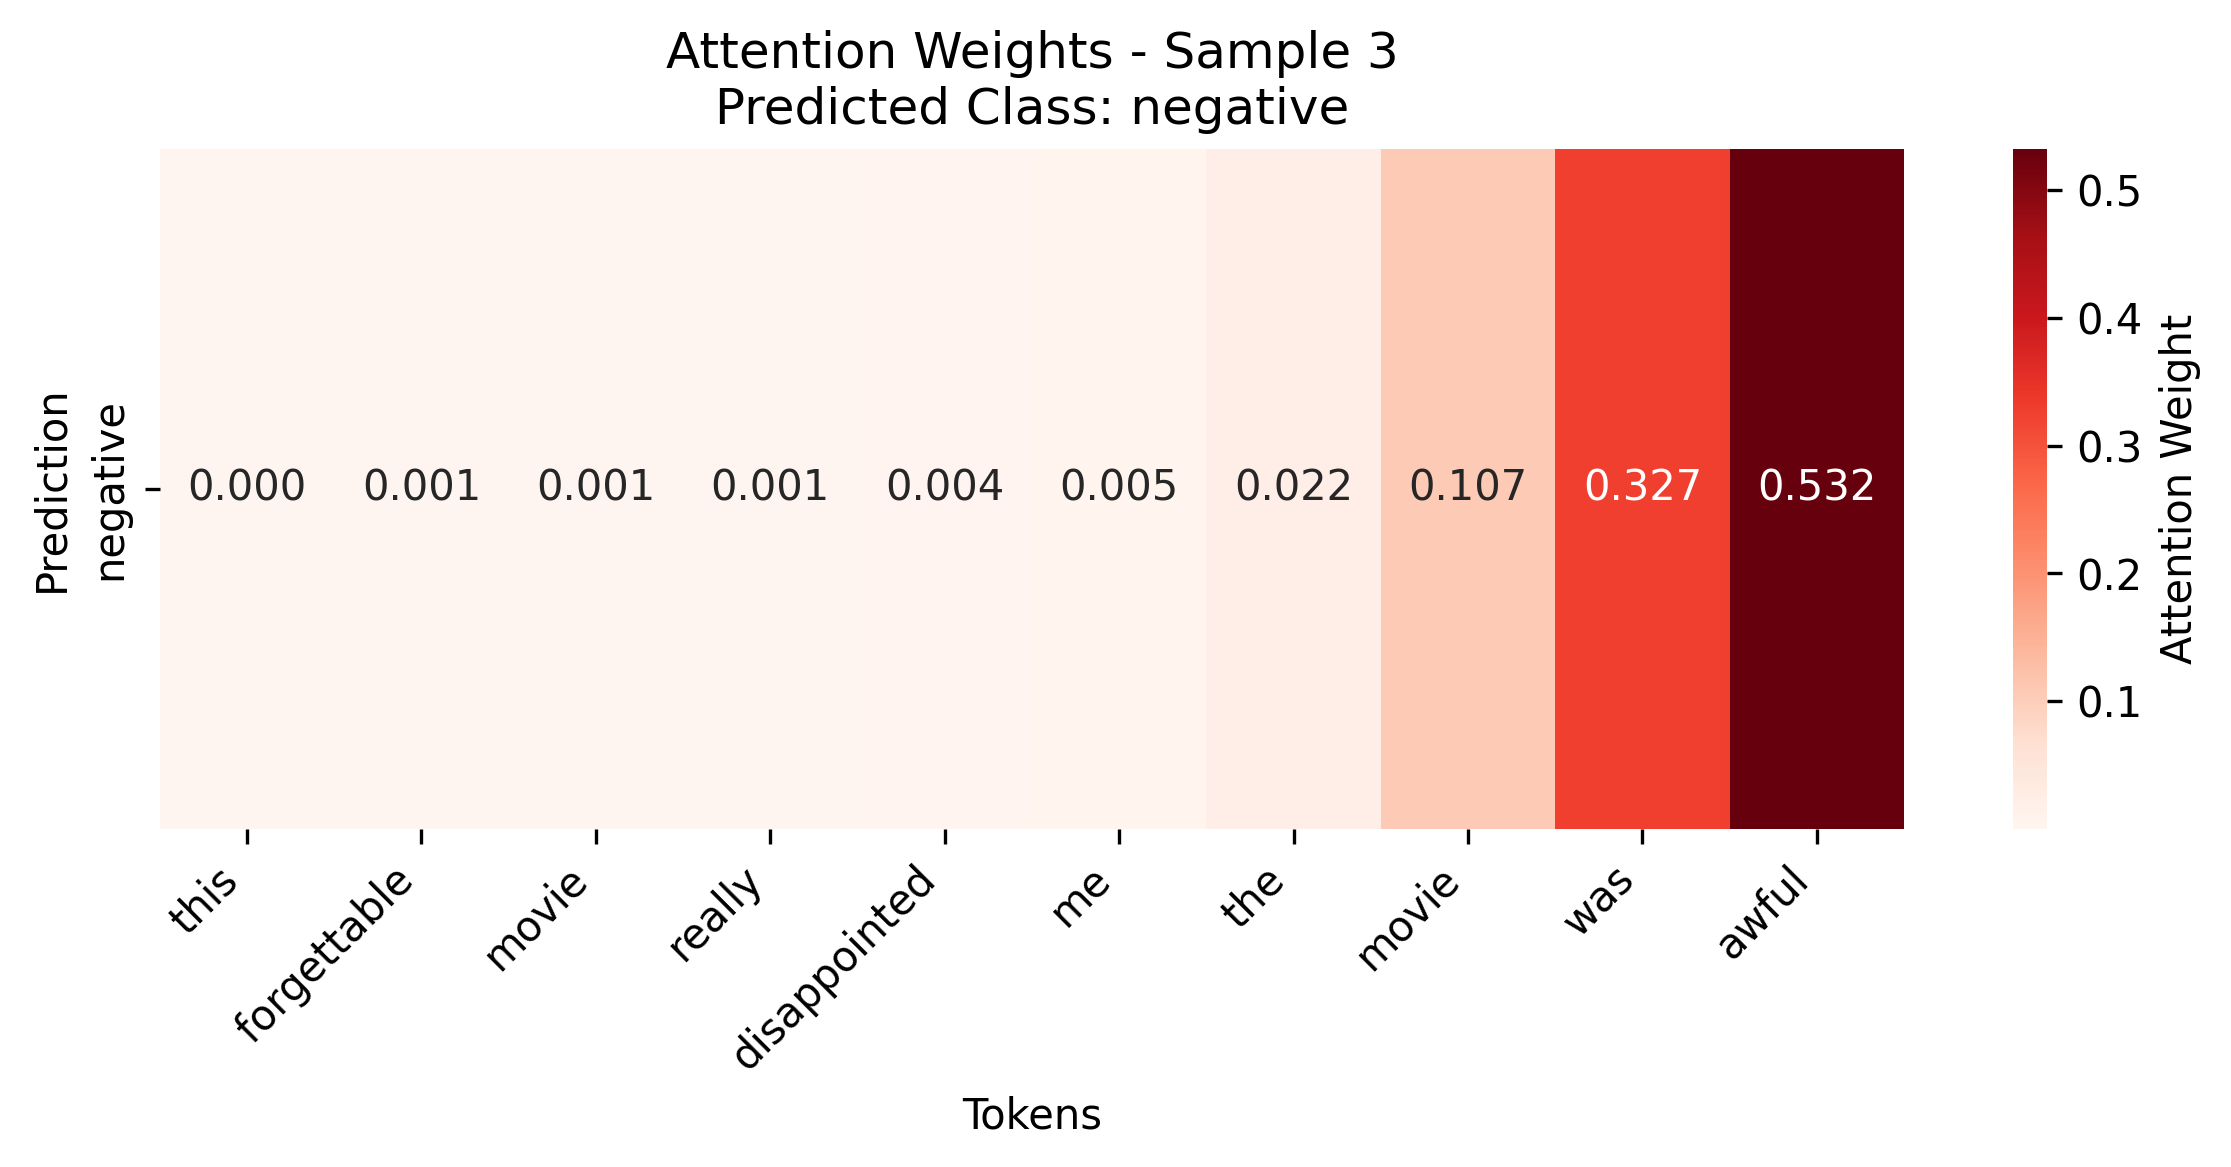 Attention Weights - Sample 3
Predicted Class: negative
Prediction
negative
0.000 0.001 0.001 0.001 0.004 0.005 0.022 0.107 0.327 0.532
this forgettable movie really disappointed me the movie was awful
Tokens
0.5
0.4
0.3
0.2
0.1
Attention Weight